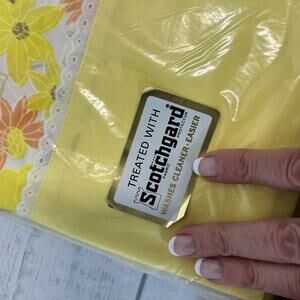 TREATED WITH
Scotchgard
WASHES CLEANER • EASIER